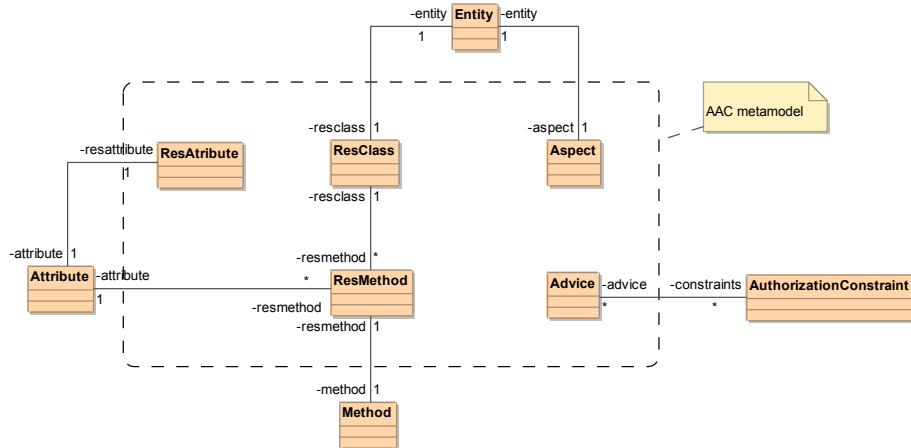 -entity
Entity
-entity
1
1
AAC metamodel
-resclass
1
-aspect
1
-resattribute
ResAtribute
ResClass
Aspect
1
-resclass
1
-attribute
1
-resmethod
*
Attribute
-attribute
*
ResMethod
Advice
-advice
-constraints
AuthorizationConstraint
1
-resmethod
*
*
-resmethod
1
-method
1
Method